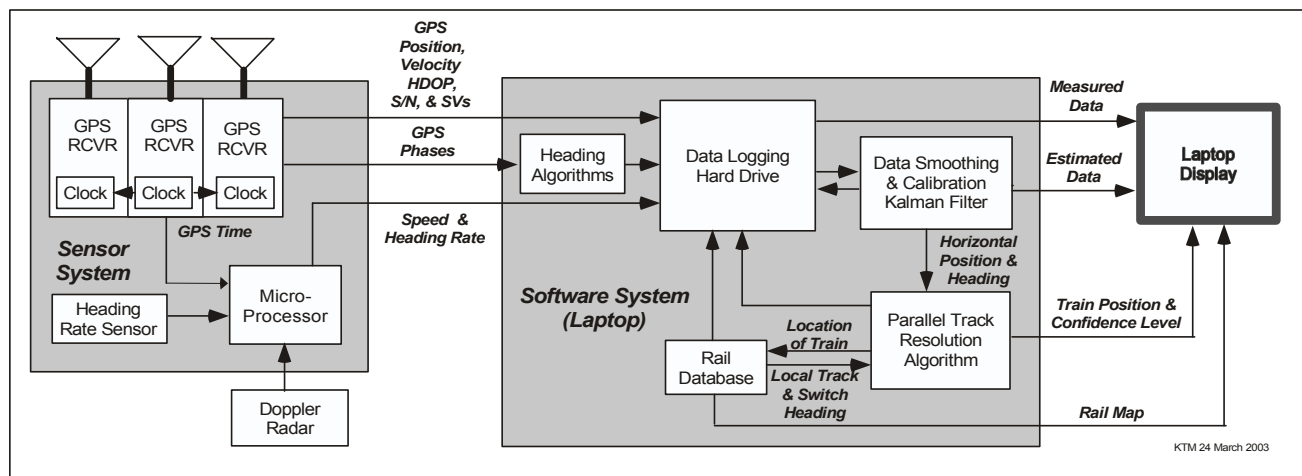 GPS
Position,
Velocity
HDOP,
S/N, & SVs
GPS
RCVR
GPS
RCVR
GPS
RCVR
Clock
Clock
Clock
GPS Time
GPS
Phases
Speed &
Heading Rate
Sensor
System
Heading
Rate Sensor
Micro-
Processor
Doppler
Radar
Heading
Algorithms
Data Logging
Hard Drive
Data Smoothing
& Calibration
Kalman Filter
Horizontal
Position &
Heading
Software System
(Laptop)
Location
of Train
Rail
Database
Local Track
& Switch
Heading
Parallel Track
Resolution
Algorithm
Measured
Data
Estimated
Data
Laptop
Display
Train Position &
Confidence Level
Rail Map
KTM 24 March 2003